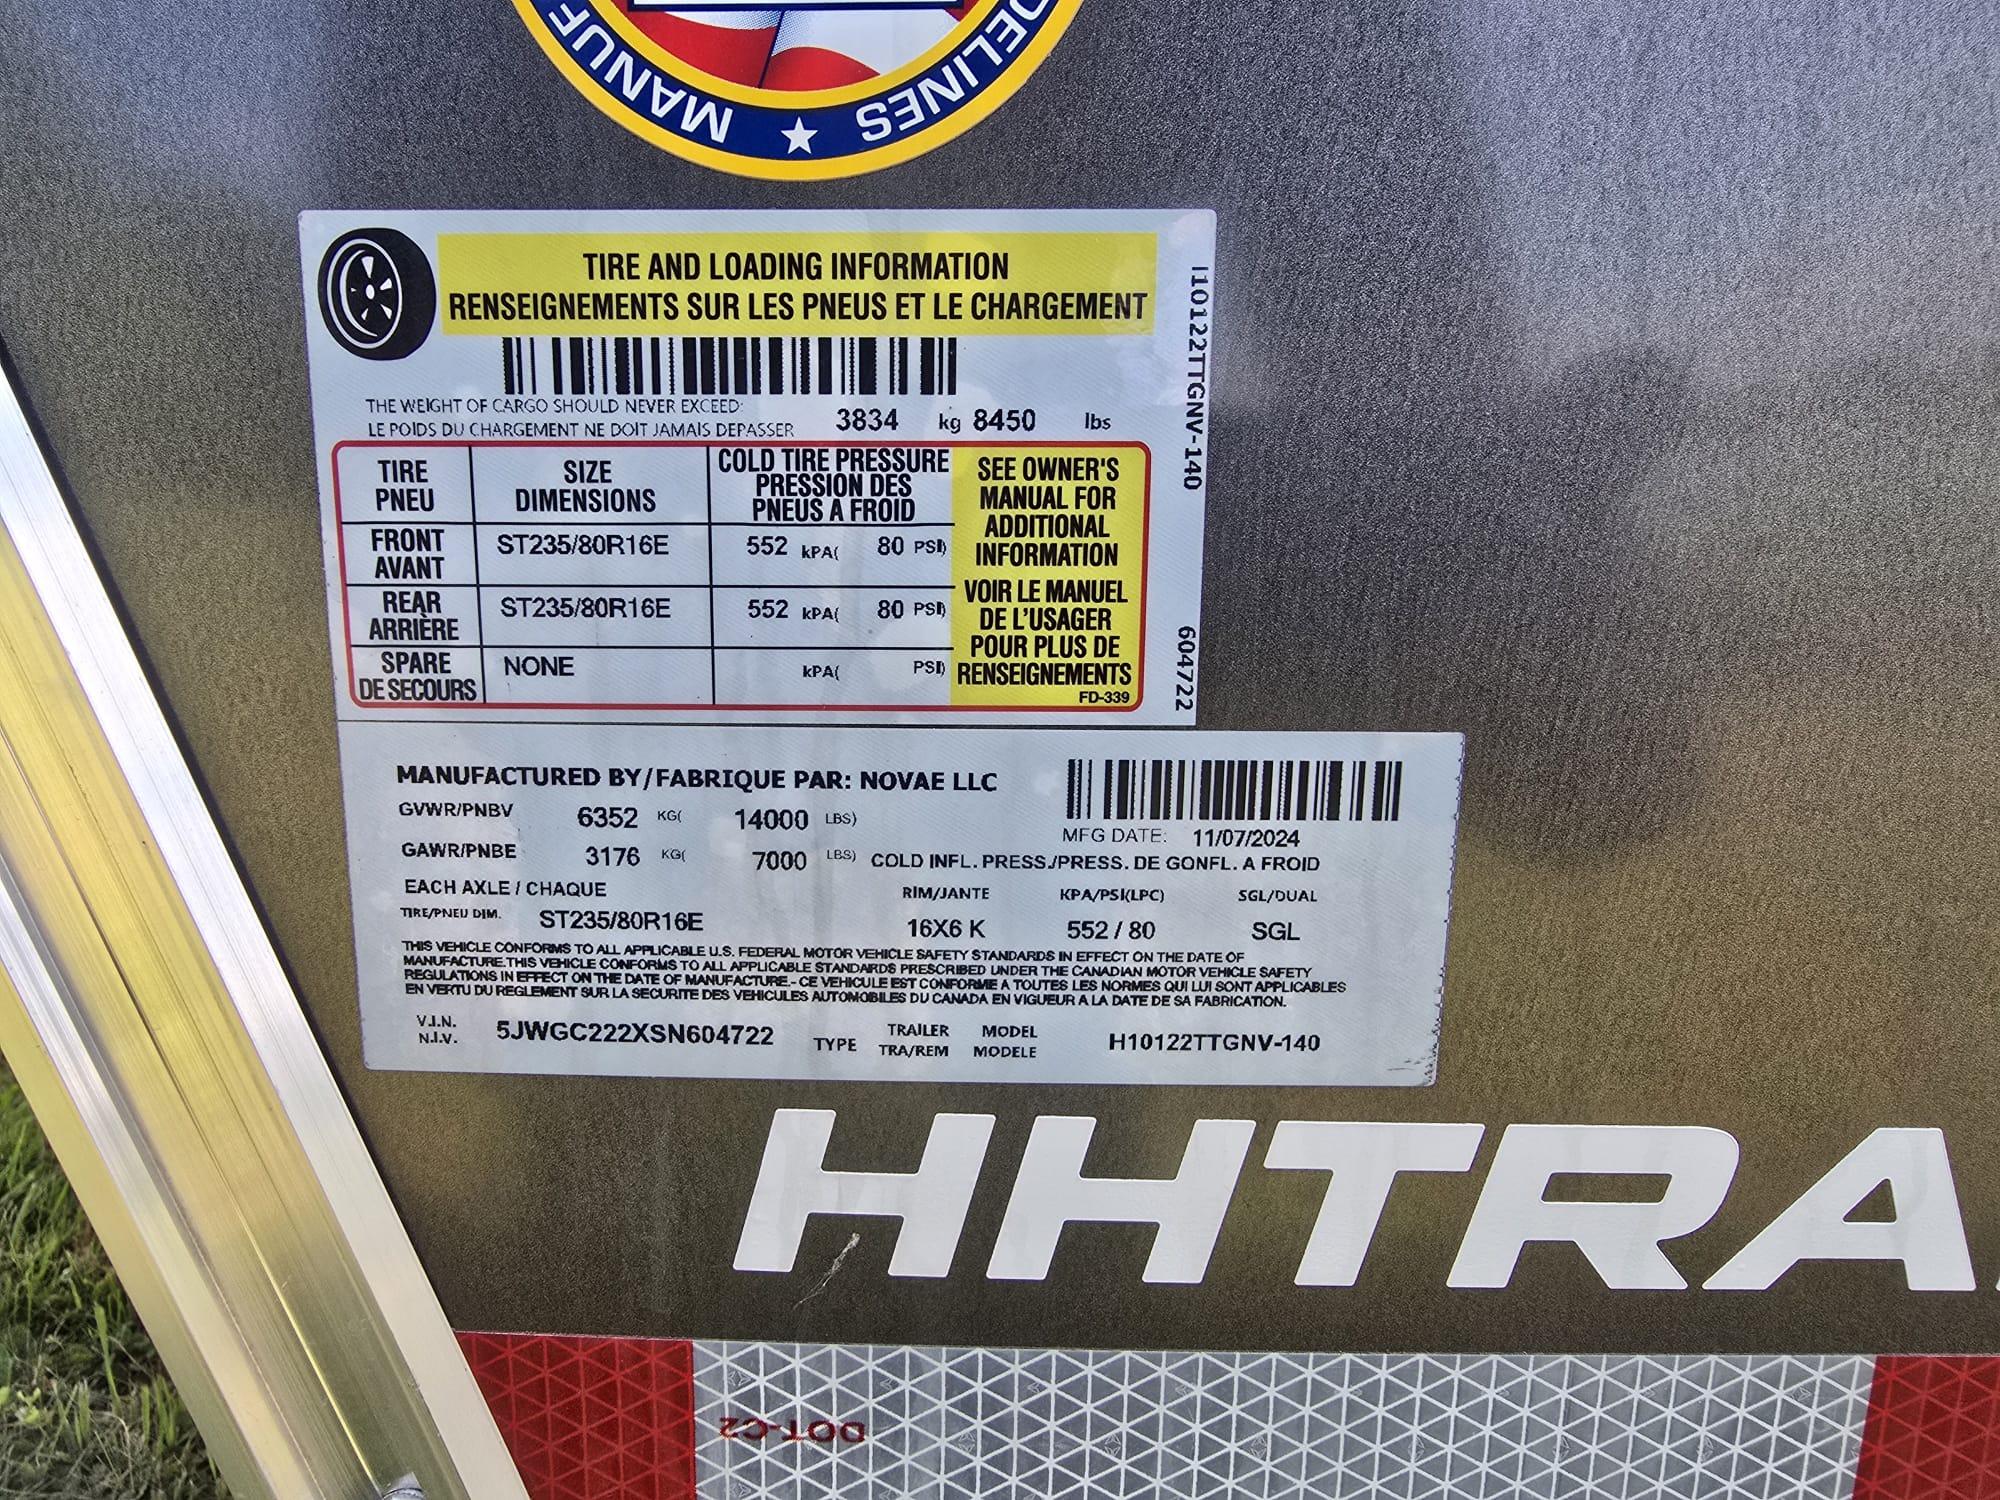 MANUF ★ DELINES
TIRE AND LOADING INFORMATION
RENSEIGNEMENTS SUR LES PNEUS ET LE CHARGEMENT
THE WEIGHT OF CARGO SHOULD NEVER EXCEED:
LE POIDS DU CHARGEMENT NE DOIT JAMAIS DEPASSER
3834 kg 8450 lbs
I10122TTGNV-140
604722
TIRE
PNEU
SIZE
DIMENSIONS
COLD TIRE PRESSURE
PRESSION DES
PNEUS A FROID
FRONT
AVANT
ST235/80R16E
552 kPA( 80 PSI)
REAR
ARRIÈRE
ST235/80R16E
552 kPA( 80 PSI)
SPARE
DE SECOURS
NONE
kPA( PSI)
SEE OWNER'S
MANUAL FOR
ADDITIONAL
INFORMATION
VOIR LE MANUEL
DE L'USAGER
POUR PLUS DE
RENSEIGNEMENTS
FD-339
MANUFACTURED BY/FABRIQUE PAR: NOVAE LLC
GVWR/PNBV 6352 KG( 14000 LBS)
MFG DATE: 11/07/2024
GAWR/PNBE 3176 KG( 7000 LBS) COLD INFL. PRESS./PRESS. DE GONFL. A FROID
EACH AXLE / CHAQUE RIM/JANTE KPA/PSI(LPC) SGL/DUAL
TIRE/PNEU DIM. ST235/80R16E 16X6 K 552 / 80 SGL
THIS VEHICLE CONFORMS TO ALL APPLICABLE U.S. FEDERAL MOTOR VEHICLE SAFETY STANDARDS IN EFFECT ON THE DATE OF
MANUFACTURE.THIS VEHICLE CONFORMS TO ALL APPLICABLE STANDARDS PRESCRIBED UNDER THE CANADIAN MOTOR VEHICLE SAFETY
REGULATIONS IN EFFECT ON THE DATE OF MANUFACTURE.- CE VEHICULE EST CONFORME A TOUTES LES NORMES QUI LUI SONT APPLICABLES
EN VERTU DU REGLEMENT SUR LA SECURITE DES VEHICULES AUTOMOBILES DU CANADA EN VIGUEUR A LA DATE DE SA FABRICATION.
V.I.N.
N.I.V.
5JWGC222XSN604722
TYPE
TRAILER
TRA/REM
MODEL
MODELE
H10122TTGNV-140
HHTRA
DOT-C2